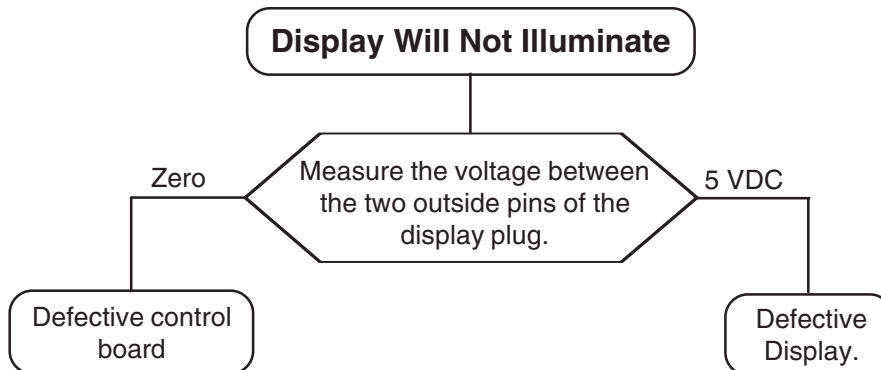 Display Will Not Illuminate
Zero
Measure the voltage between
the two outside pins of the
display plug.
5 VDC
Defective control
board
Defective
Display.